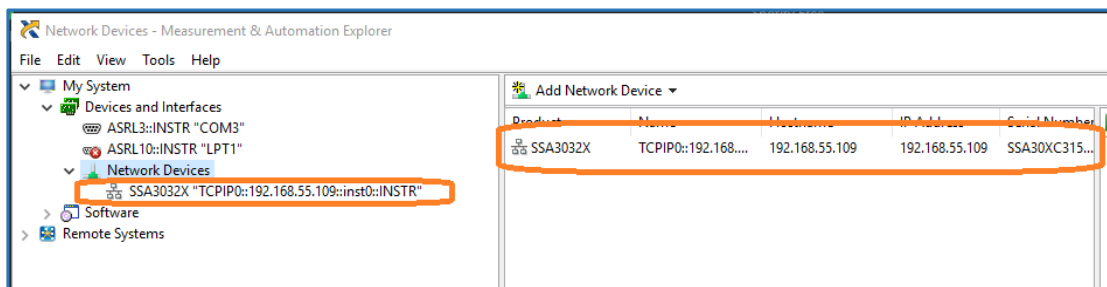 Network Devices - Measurement & Automation Explorer
File Edit View Tools Help
My System
Devices and Interfaces
ASRL3::INSTR "COM3"
ASRL10::INSTR "LPT1"
Network Devices
SSA3032X "TCPIP0::192.168.55.109::inst0::INSTR"
Software
Remote Systems
Add Network Device
Product Name Hostname IP Address Serial Number
SSA3032X TCPIP0::192.168.... 192.168.55.109 192.168.55.109 SSA30XC315...